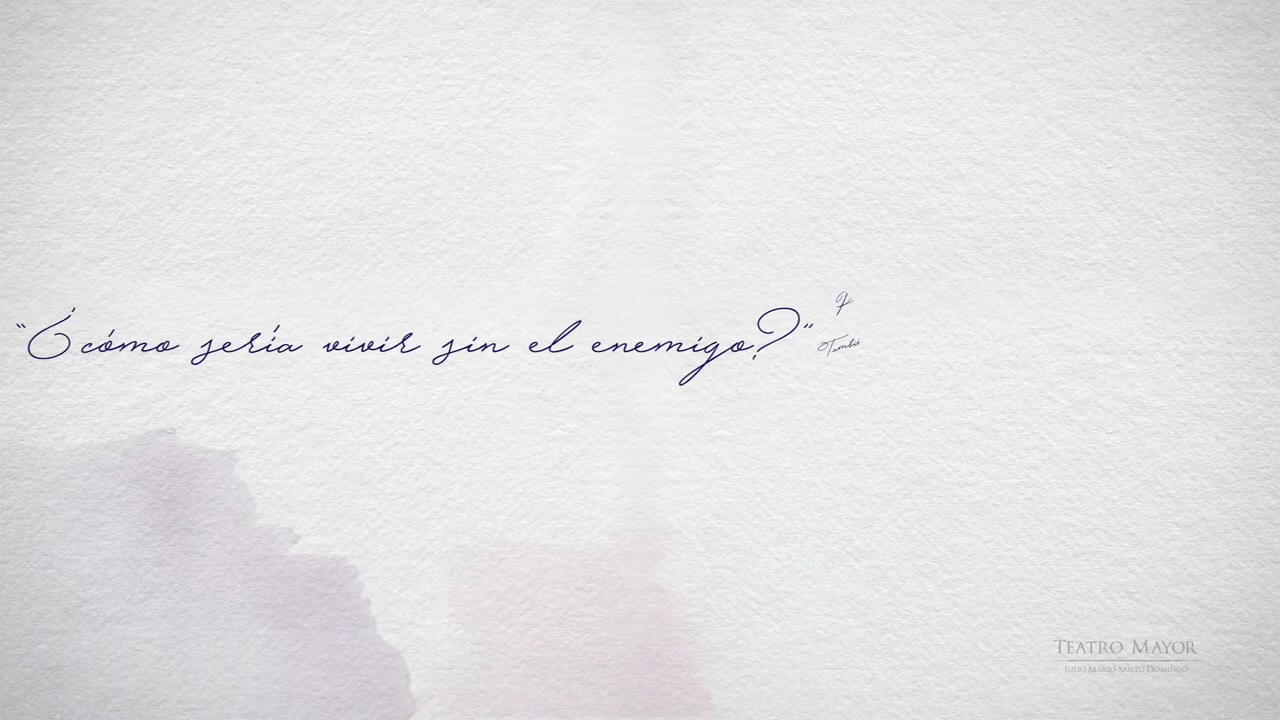 “¿cómo sería vivir sin el enemigo?”
TEATRO MAYOR
JULIO MARIO SANTO DOMINGO